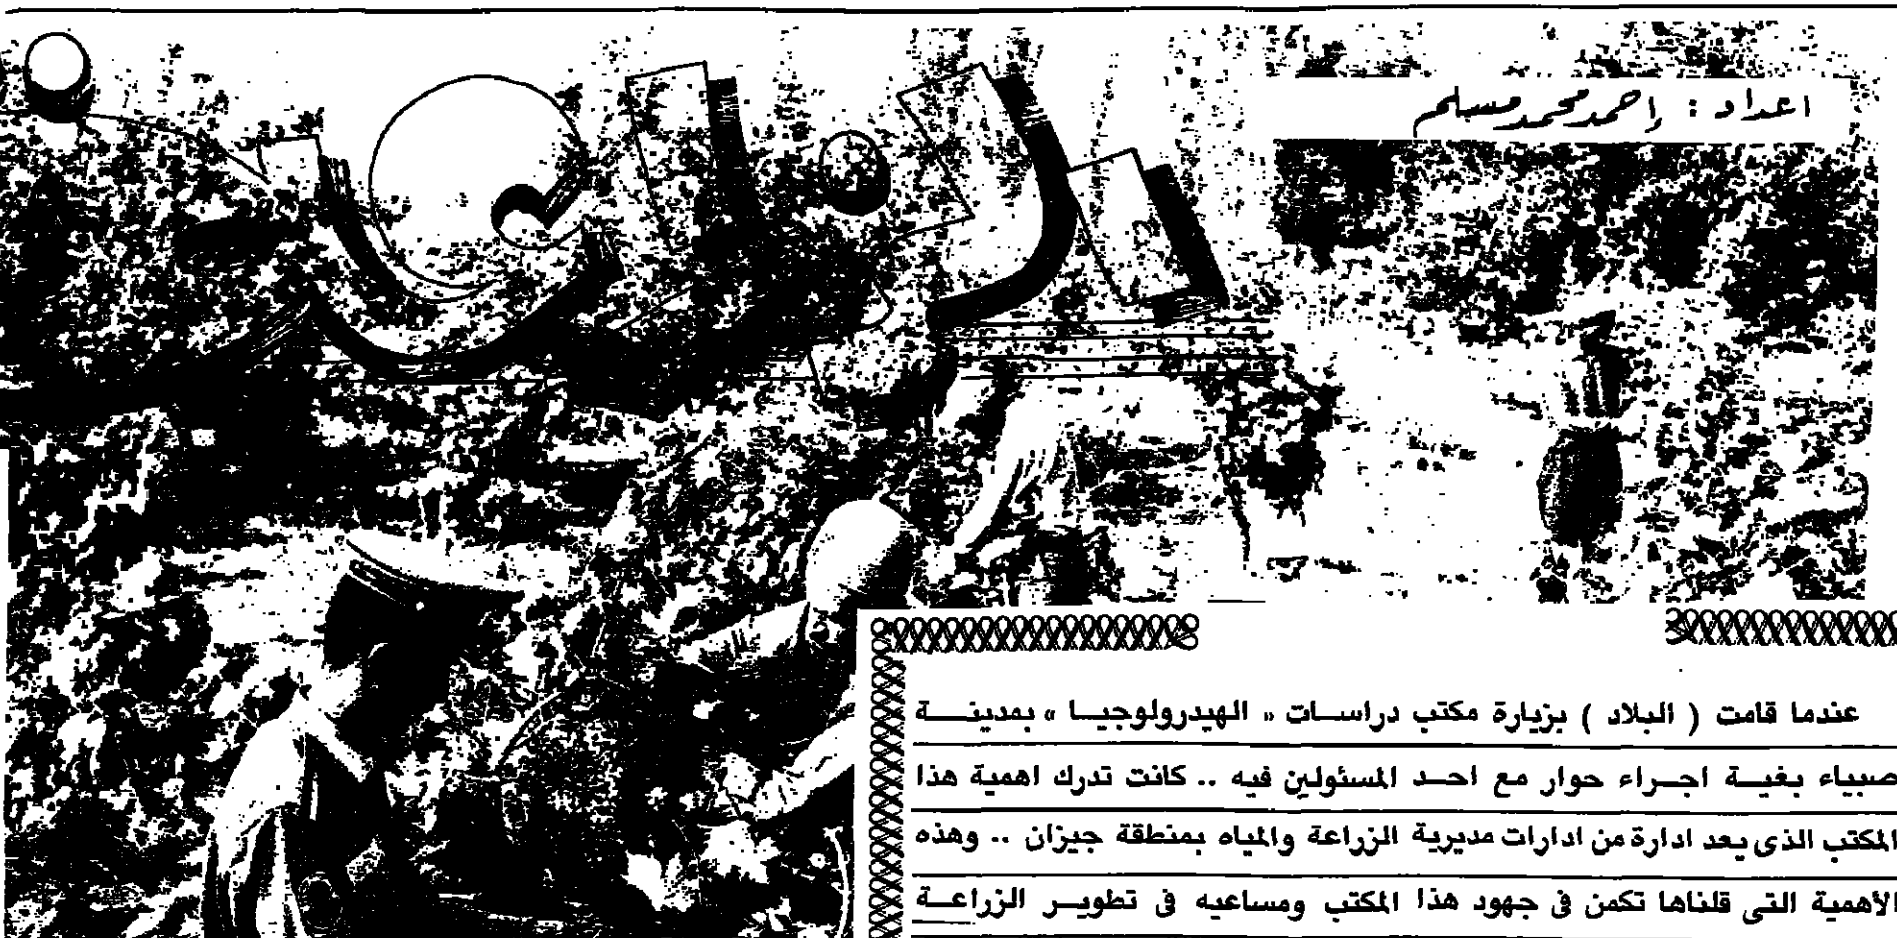 اعداد : احمد محمد مسلم
عندما قامت ( البلاد ) بزيارة مكتب دراسات « الهيدرولوجيا » بمدينة
صبياء بغية اجراء حوار مع احد المسئولين فيه .. كانت تدرك اهمية هذا
المكتب الذى يعد ادارة من ادارات مديرية الزراعة والمياه بمنطقة جيزان .. وهذه
الأهمية التى قلناها تكمن فى جهود هذا المكتب ومساعيه فى تطوير الزراعة